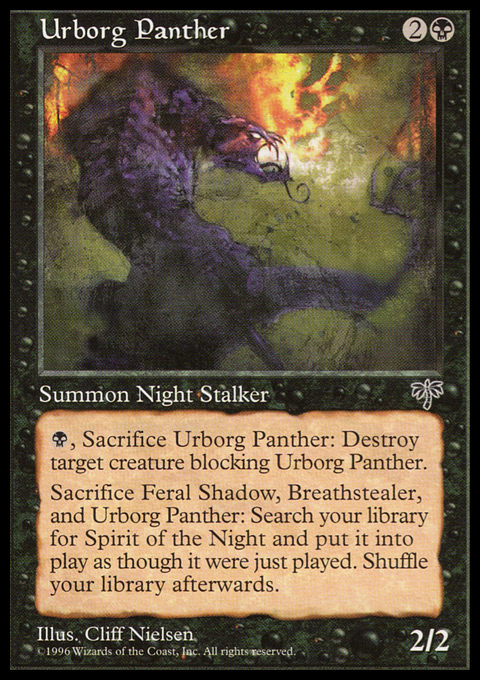 Urborg Panther 2
Summon Night Stalker
, Sacrifice Urborg Panther: Destroy
target creature blocking Urborg Panther.
Sacrifice Feral Shadow, Breathstealer,
and Urborg Panther: Search your library
for Spirit of the Night and put it into
play as though it were just played. Shuffle
your library afterwards.
Illus. Cliff Nielsen
©1996 Wizards of the Coast, Inc. All rights reserved.
2/2